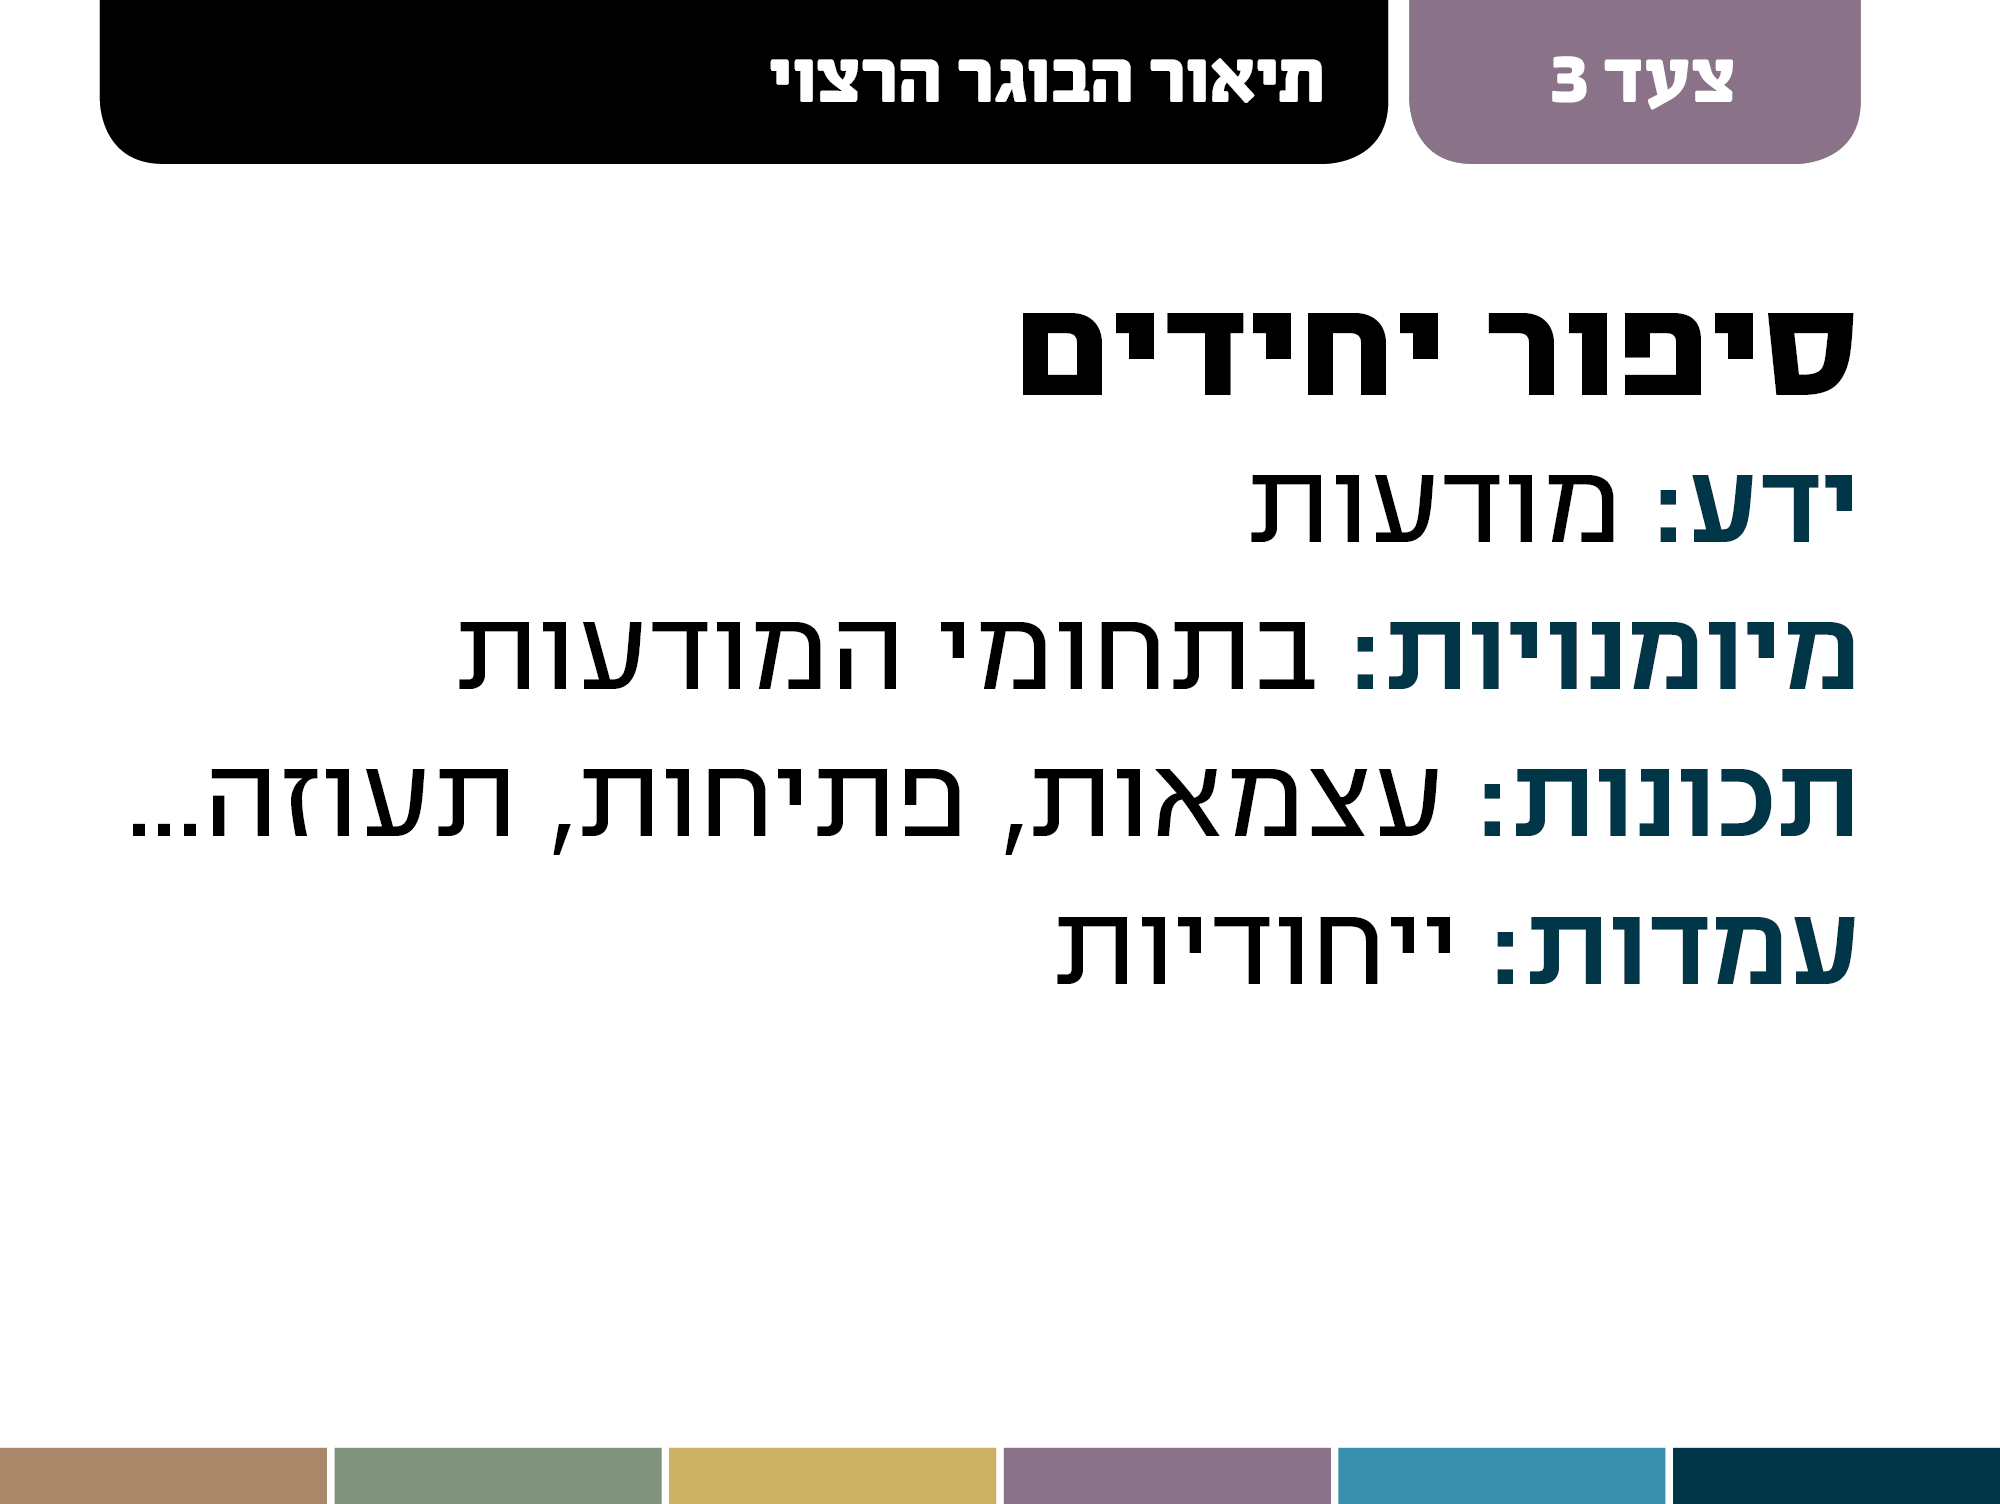 צעד 3
תיאור הבוגר הרצוי
סיפור יחידים
ידע: מודעות
מיומנויות: בתחומי המודעות
תכונות: עצמאות, פתיחות, תעוזה...
עמדות: ייחודיות